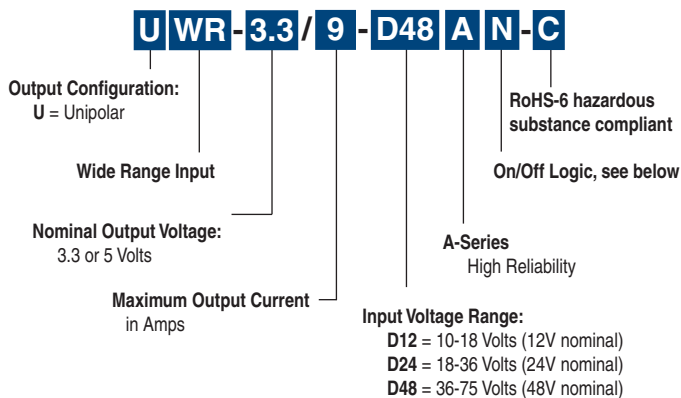 UWR-3.3/9-D48AN-C
Output Configuration:
U = Unipolar
RoHS-6 hazardous
substance compliant
Wide Range Input
On/Off Logic, see below
Nominal Output Voltage:
3.3 or 5 Volts
A-Series
High Reliability
Maximum Output Current
in Amps
Input Voltage Range:
D12 = 10-18 Volts (12V nominal)
D24 = 18-36 Volts (24V nominal)
D48 = 36-75 Volts (48V nominal)